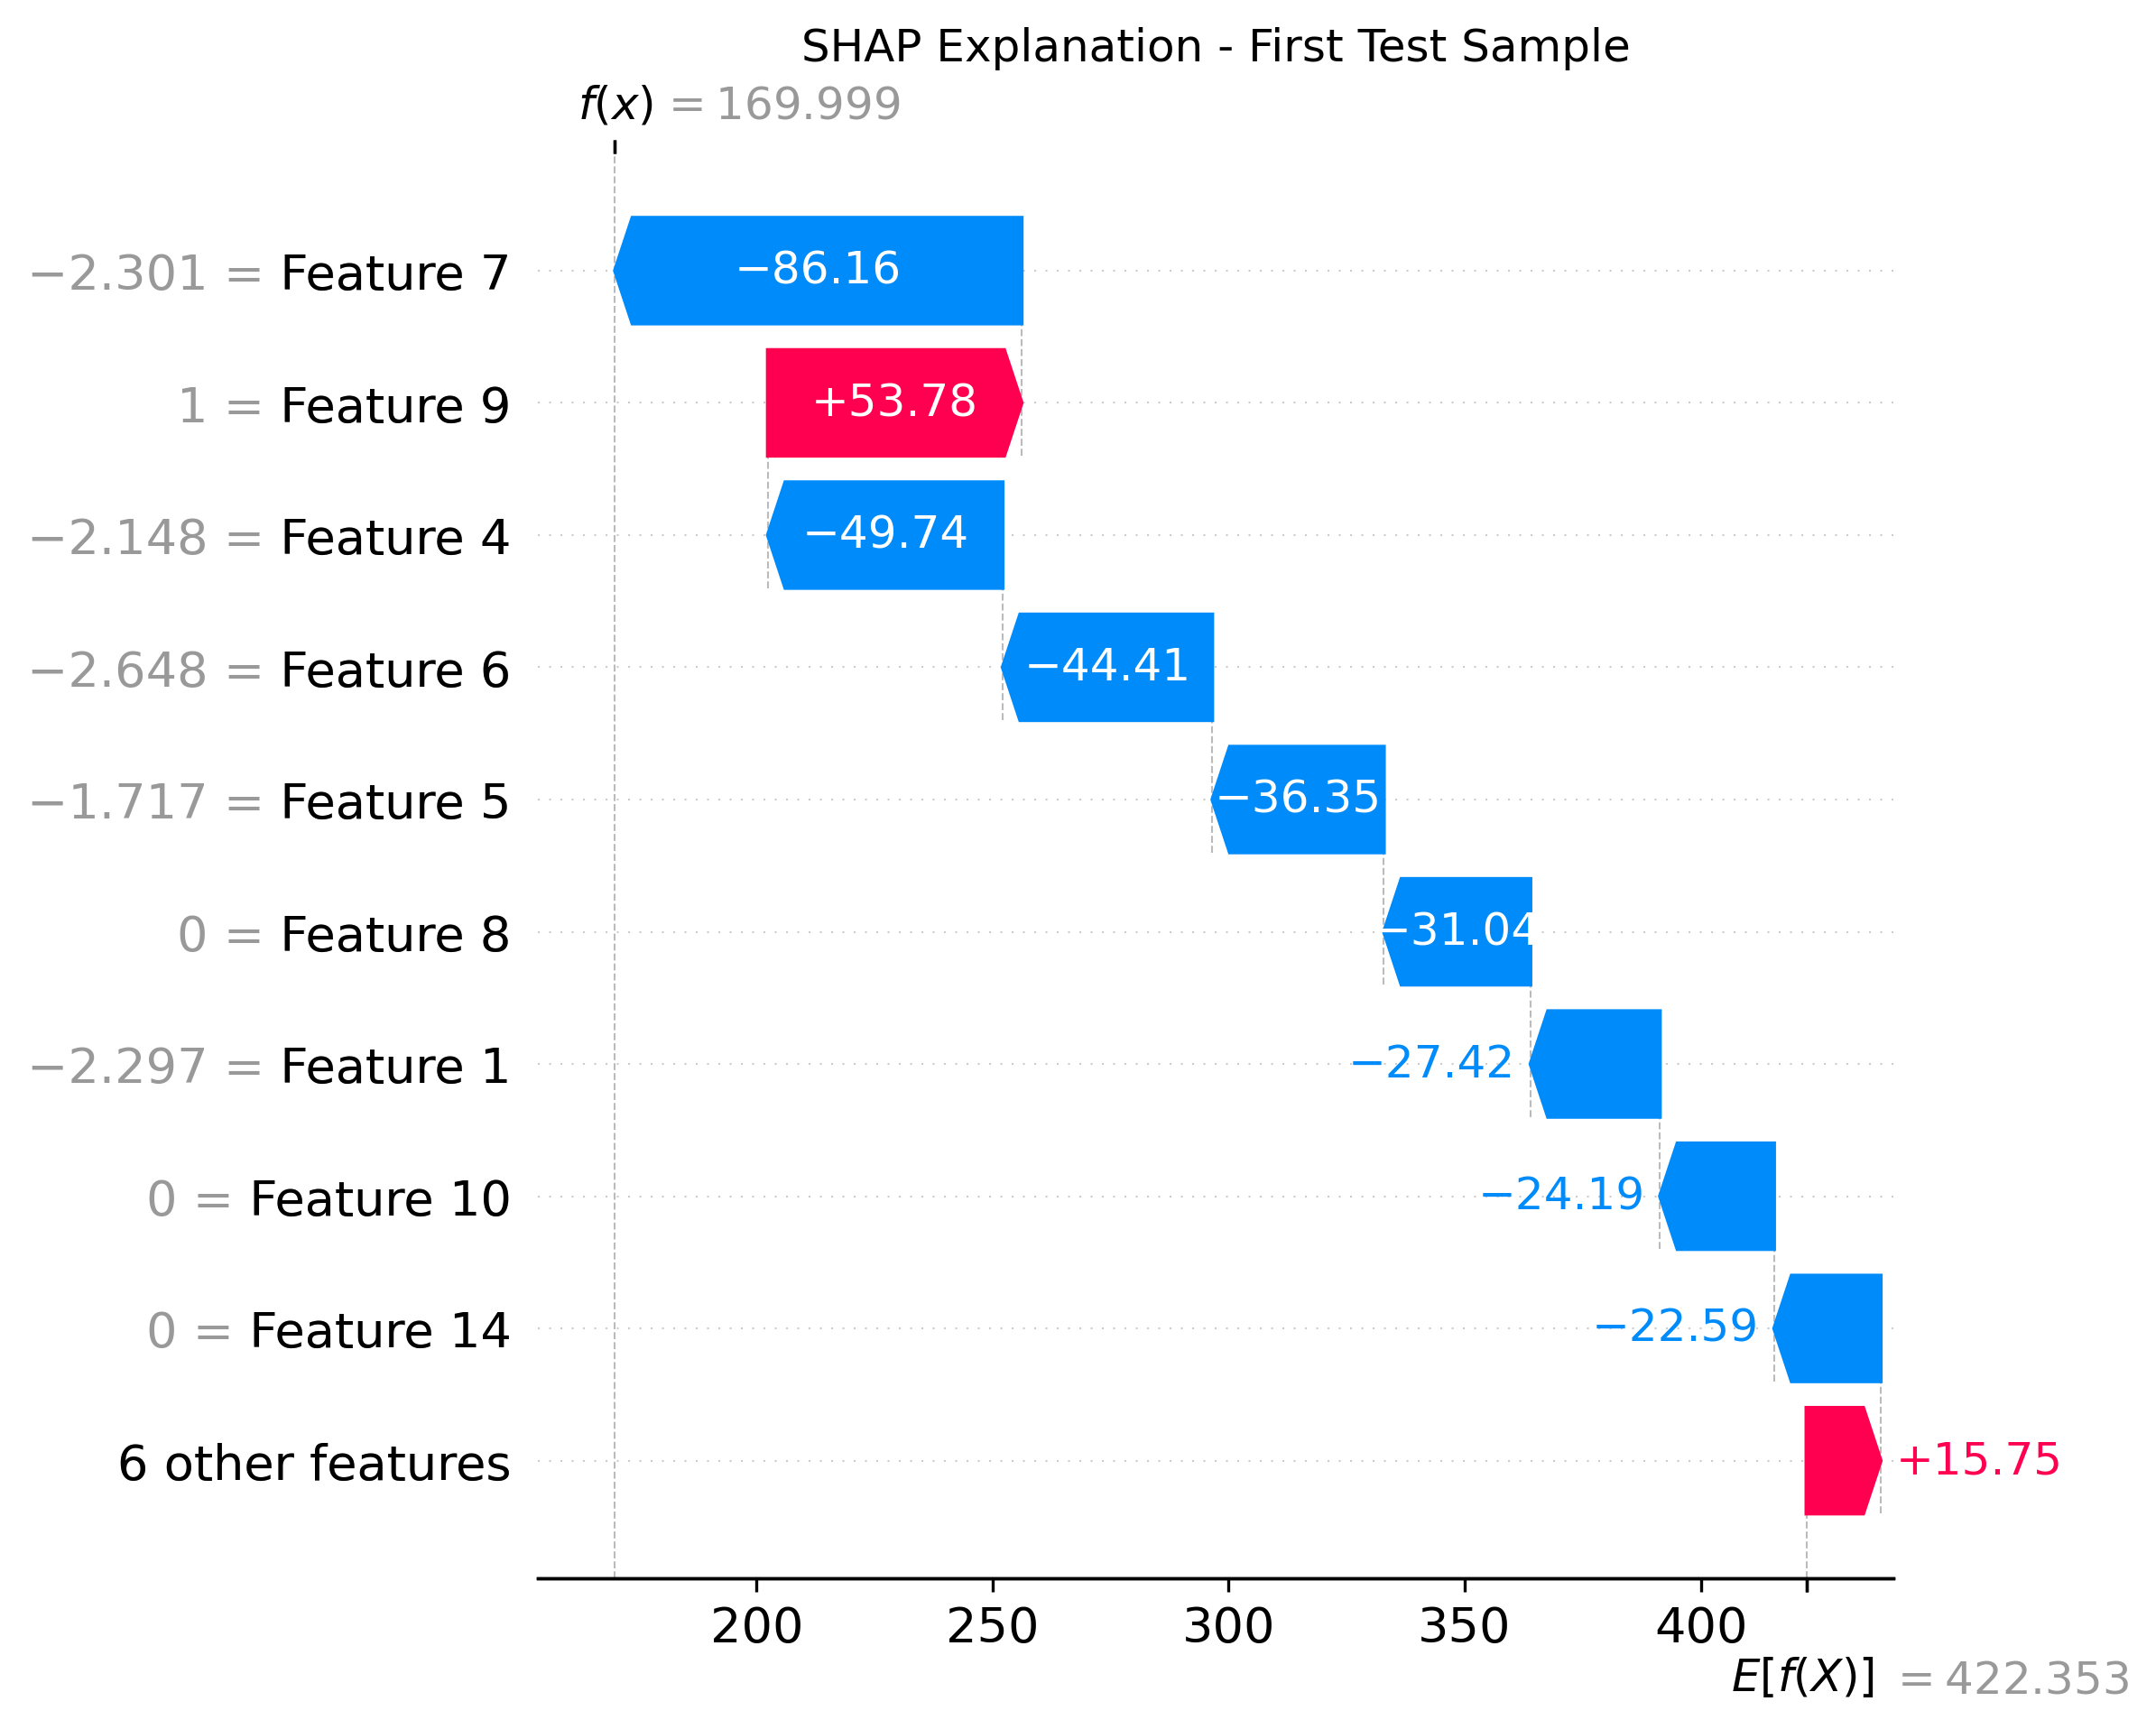 SHAP Explanation - First Test Sample
f(x) = 169.999
−2.301 = Feature 7 −86.16
1 = Feature 9 +53.78
−2.148 = Feature 4 −49.74
−2.648 = Feature 6 −44.41
−1.717 = Feature 5 −36.35
0 = Feature 8 −31.04
−2.297 = Feature 1 −27.42
0 = Feature 10 −24.19
0 = Feature 14 −22.59
6 other features +15.75
200 250 300 350 400
E[f(X)] = 422.353